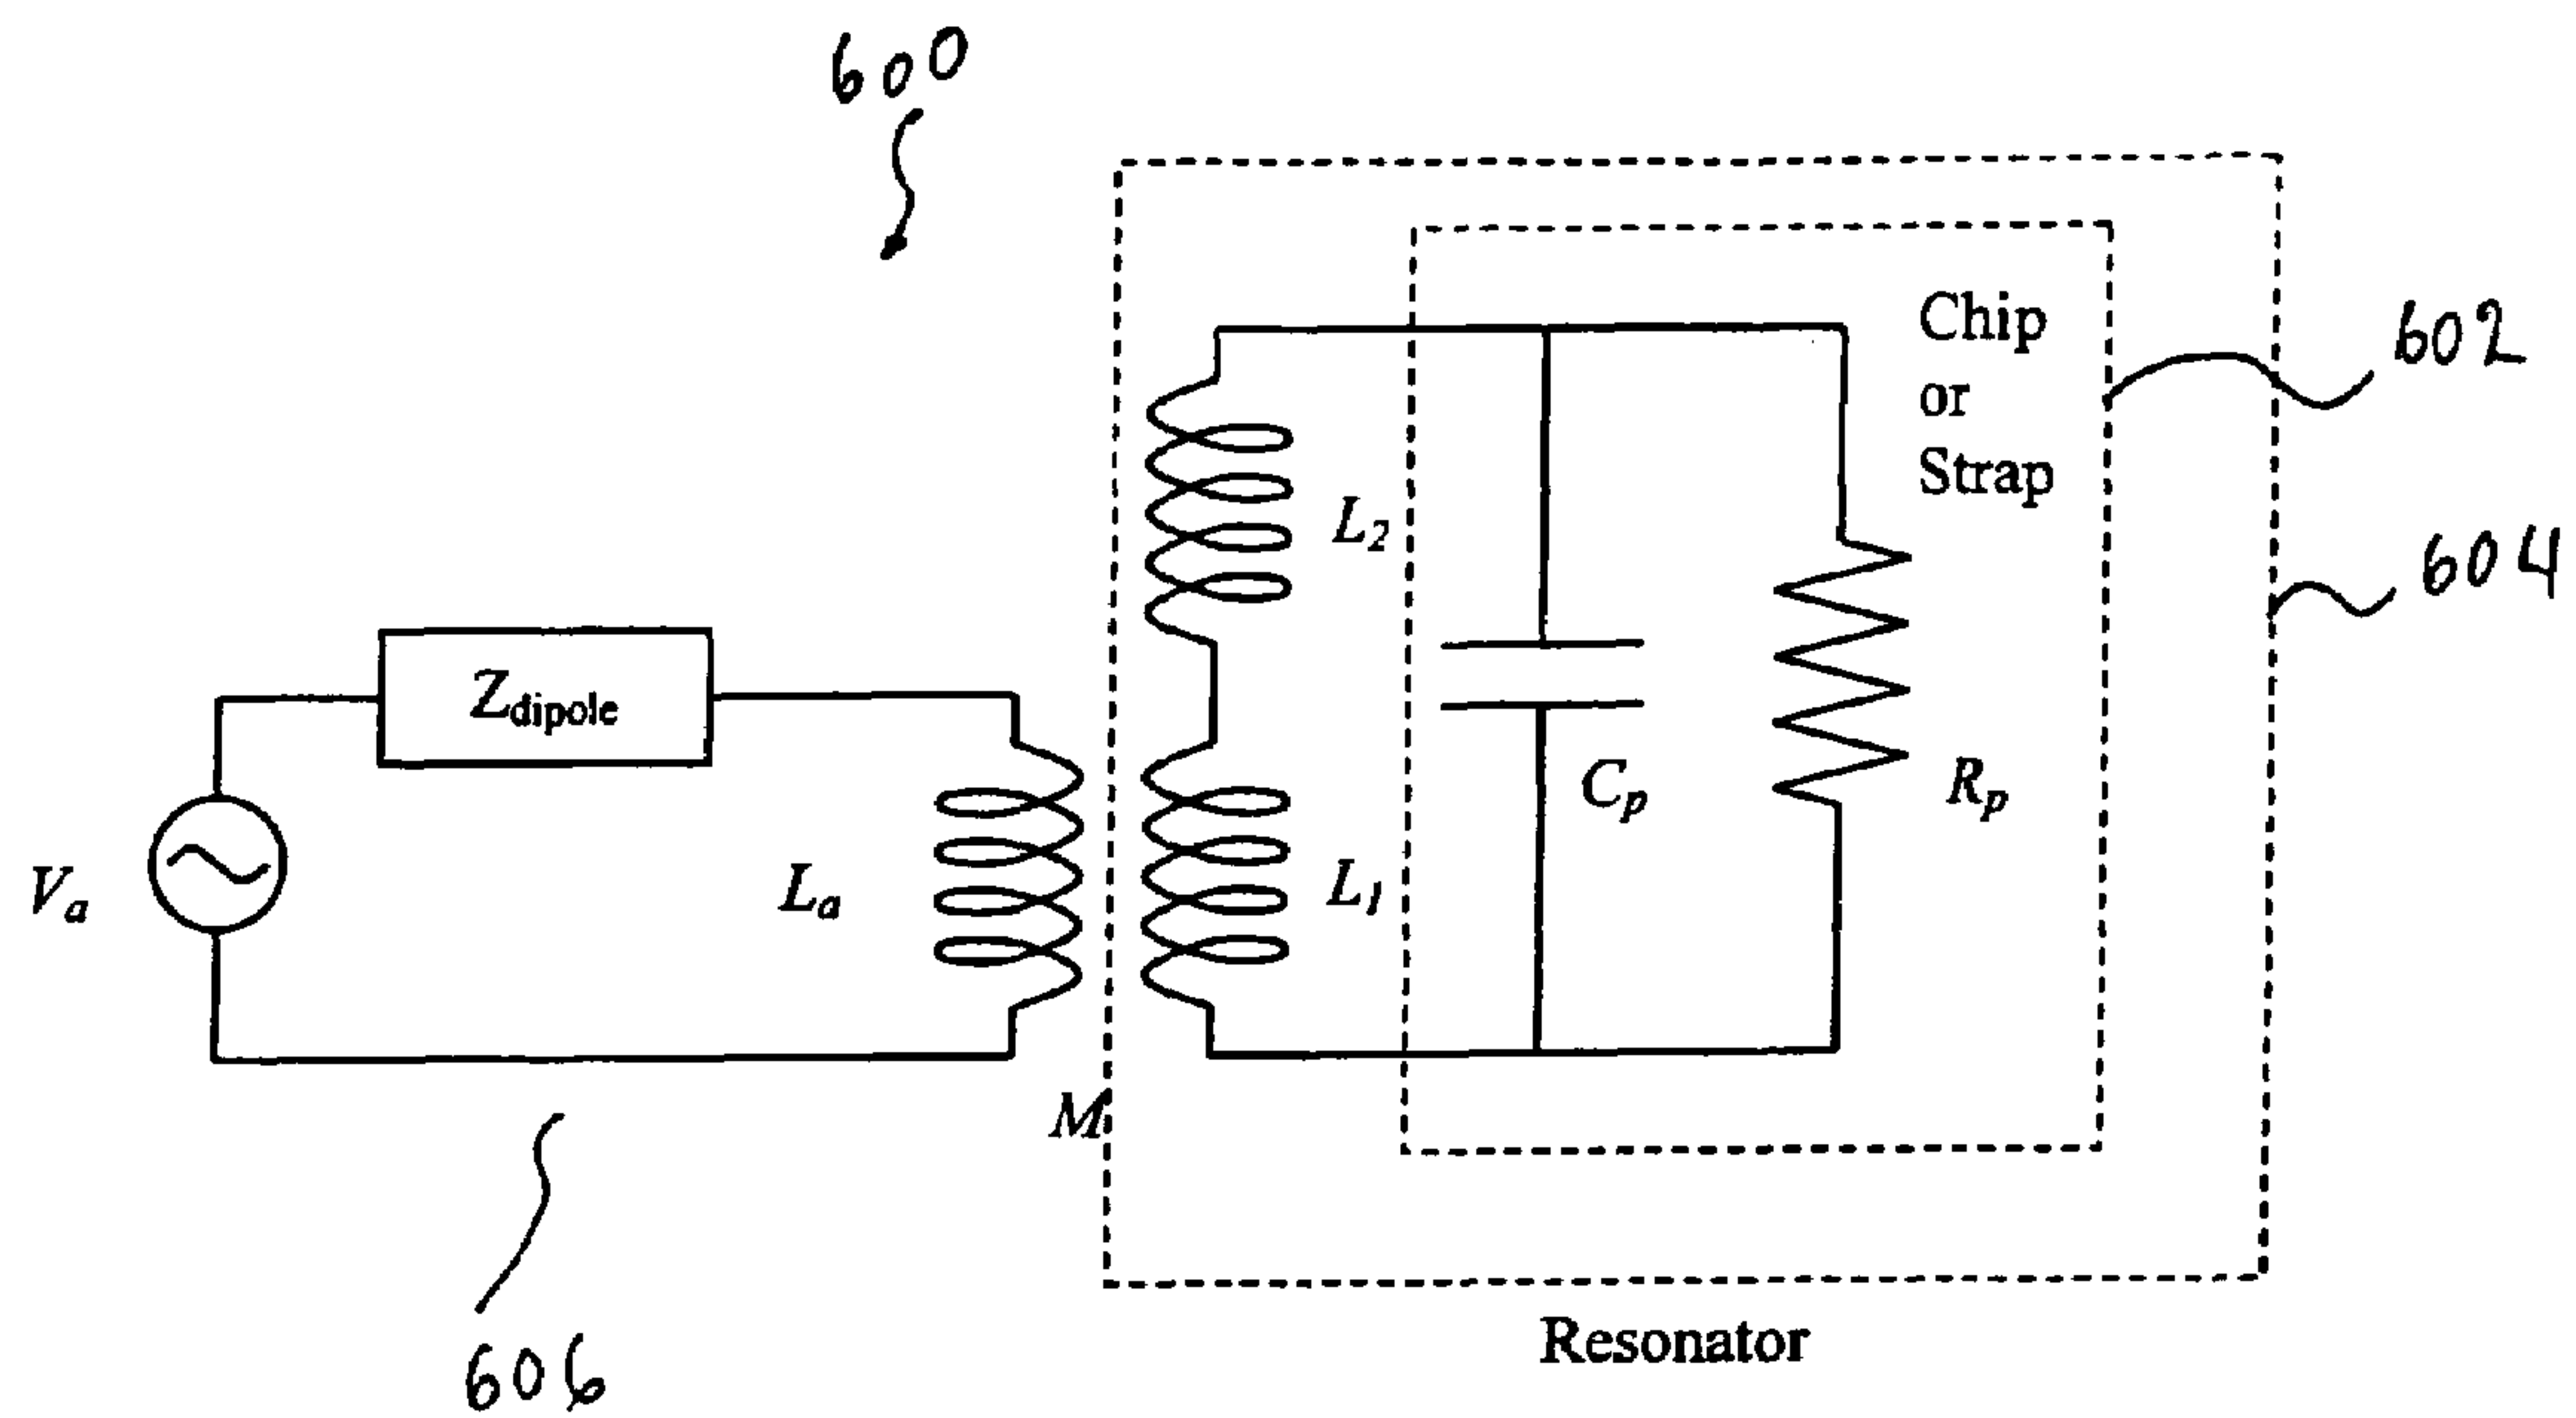 600
Chip
or
Strap
602
L2
604
Zdipole
Va
La
L1
Cp
Rp
M
Resonator
606